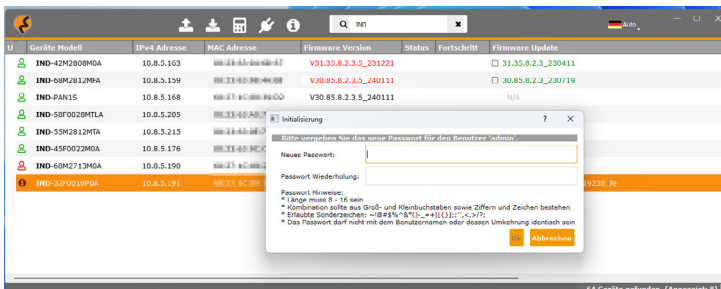 IND
Auto
U Geräte Modell IPv4 Adresse MAC Adresse Firmware Version Status Fortschritt Firmware Update
IND-42M2808M0A 10.8.5.163 V31.35.8.2.3.5_231221 31.35.8.2.3_230411
IND-68M2812MFA 10.8.5.159 V30.85.8.2.3.5_240111 30.85.8.2.3_230719
IND-PAN1S 10.8.5.168 V30.85.8.2.3.5_240111 N/A
IND-50F0020MTLA 10.8.5.205
IND-55M2812MTA 10.8.5.215
IND-45F0022M0A 10.8.5.176
IND-60M2713M0A 10.5.0.190
IND-32F0016P0A 10.8.5.191 19238_fe
Initialisierung ?
Bitte vergeben Sie das neue Passwort für den Benutzer 'admin'.
Neues Passwort:
Passwort Wiederholung:
Passwort Hinweise:
* Länge muss 8 - 16 sein
* Kombination sollte aus Groß- und Kleinbuchstaben sowie Ziffern und Zeichen bestehen
* Erlaubte Sonderzeichen:
* Das Passwort darf nicht mit dem Benutzernamen oder dessen Umkehrung identisch sein
Ok Abbrechen